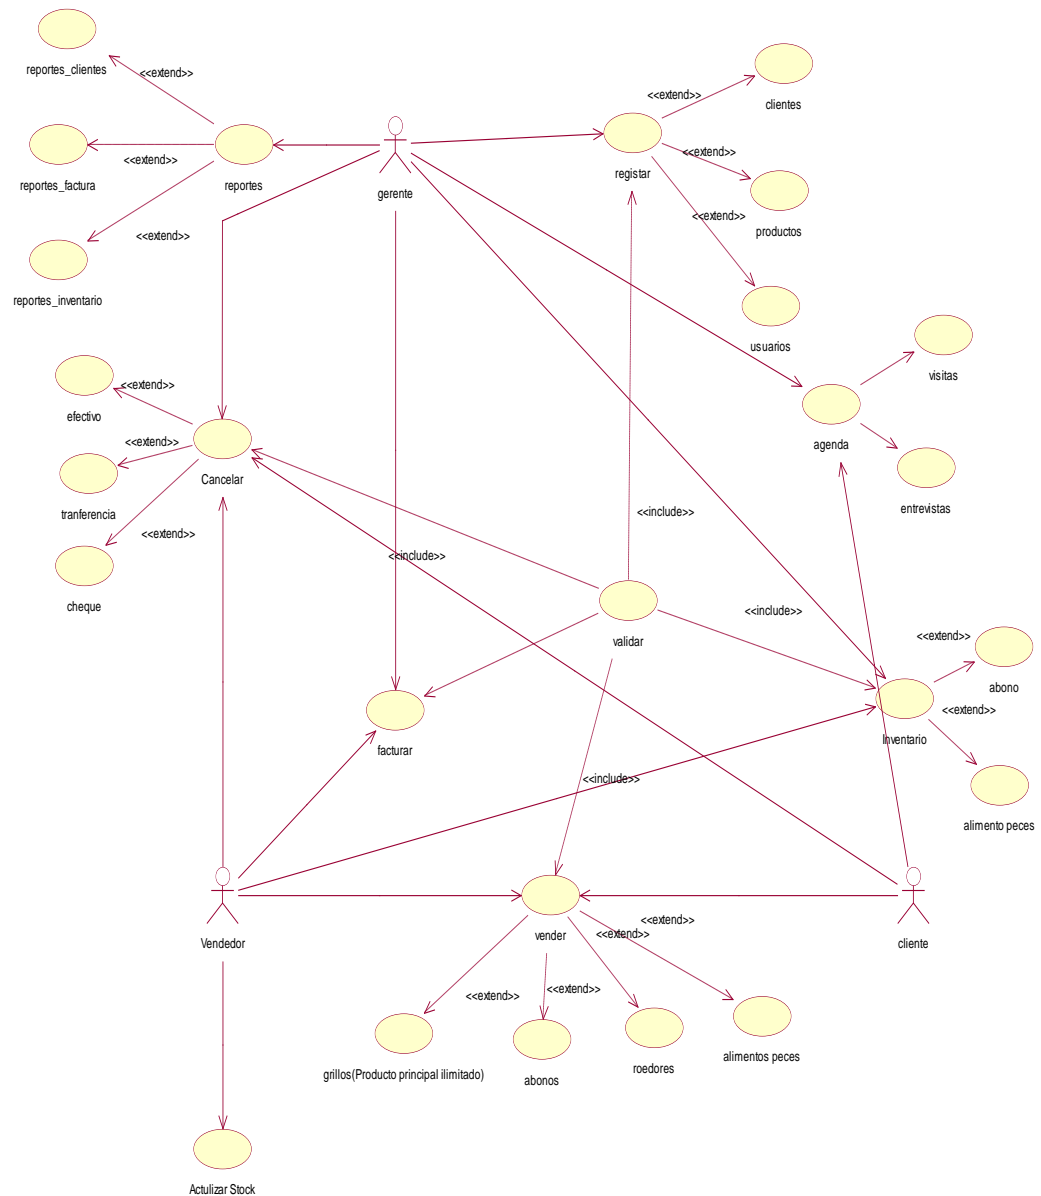 reportes_clientes
<<extend>>
clientes
<<extend>>
<<extend>>
<<extend>>
registar
reportes_factura
reportes
gerente
productos
<<extend>>
<<extend>>
reportes_inventario
usuarios
visitas
<<extend>>
efectivo
agenda
<<extend>>
Cancelar
entrevistas
tranferencia
<<include>>
<<extend>>
<<include>>
cheque
<<include>>
validar
<<extend>>
abono
<<extend>>
Inventario
facturar
<<include>>
alimento peces
Vendedor
vender
cliente
<<extend>>
<<extend>>
<<extend>>
<<extend>>
alimentos peces
roedores
grillos(Producto principal ilimitado)
abonos
Actulizar Stock